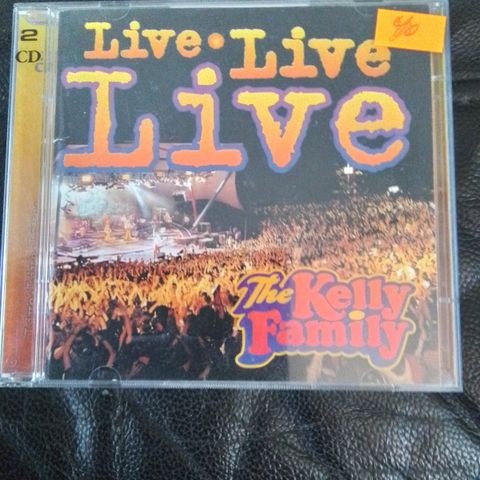 2
CD
Live • Live
Live
The Kelly
Family